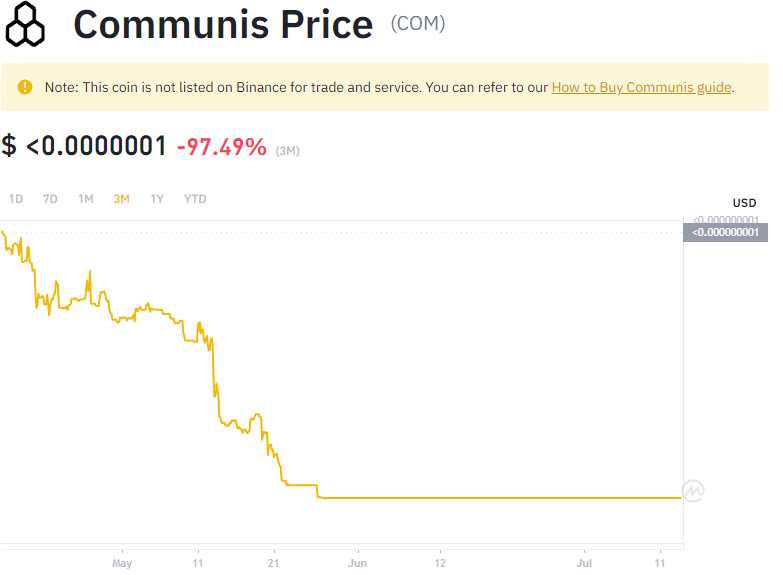 Communis Price (COM)
Note: This coin is not listed on Binance for trade and service. You can refer to our How to Buy Communis guide.
$ <0.0000001 -97.49% (3M)
1D 7D 1M 3M 1Y YTD
USD
<0.000000001
<0.000000001
May 11 21 Jun 12 Jul 11